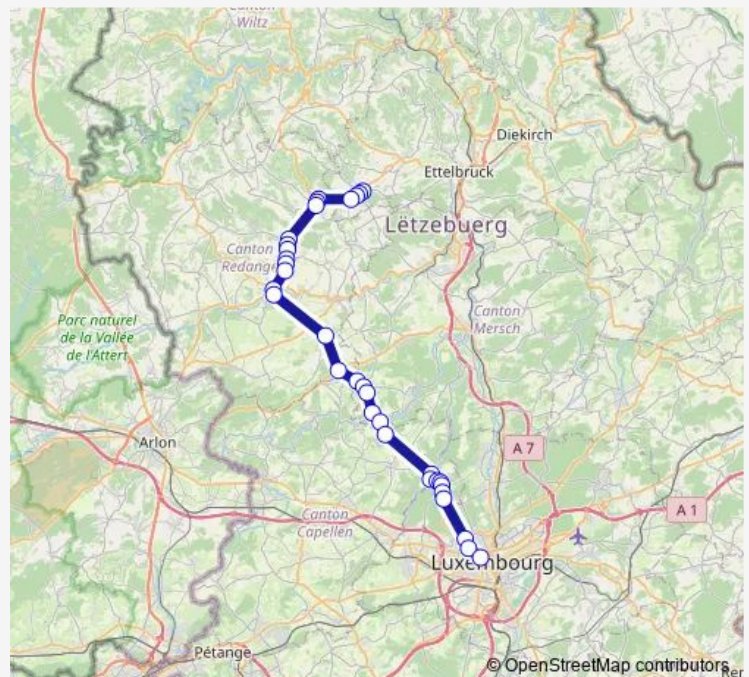 Canton
Wiltz
Diekirch
Ettelbruck
Lëtzebuerg
Canton
Redange
Canton
Mersch
Parc naturel
de la Vallée
de l'Attert
Arlon
A 7
A 1
Canton
Capellen
Luxembourg
Pétange
© OpenStreetMap contributors